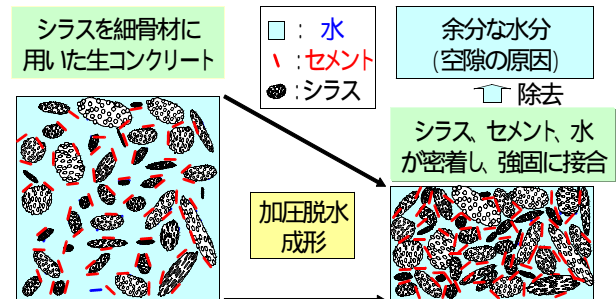 シラスを細骨材に
用いた生コンクリート
： 水
：セメント
：シラス
余分な水分
(空隙の原因)
除去
シラス、セメント、水
が密着し、強固に接合
加圧脱水
成形